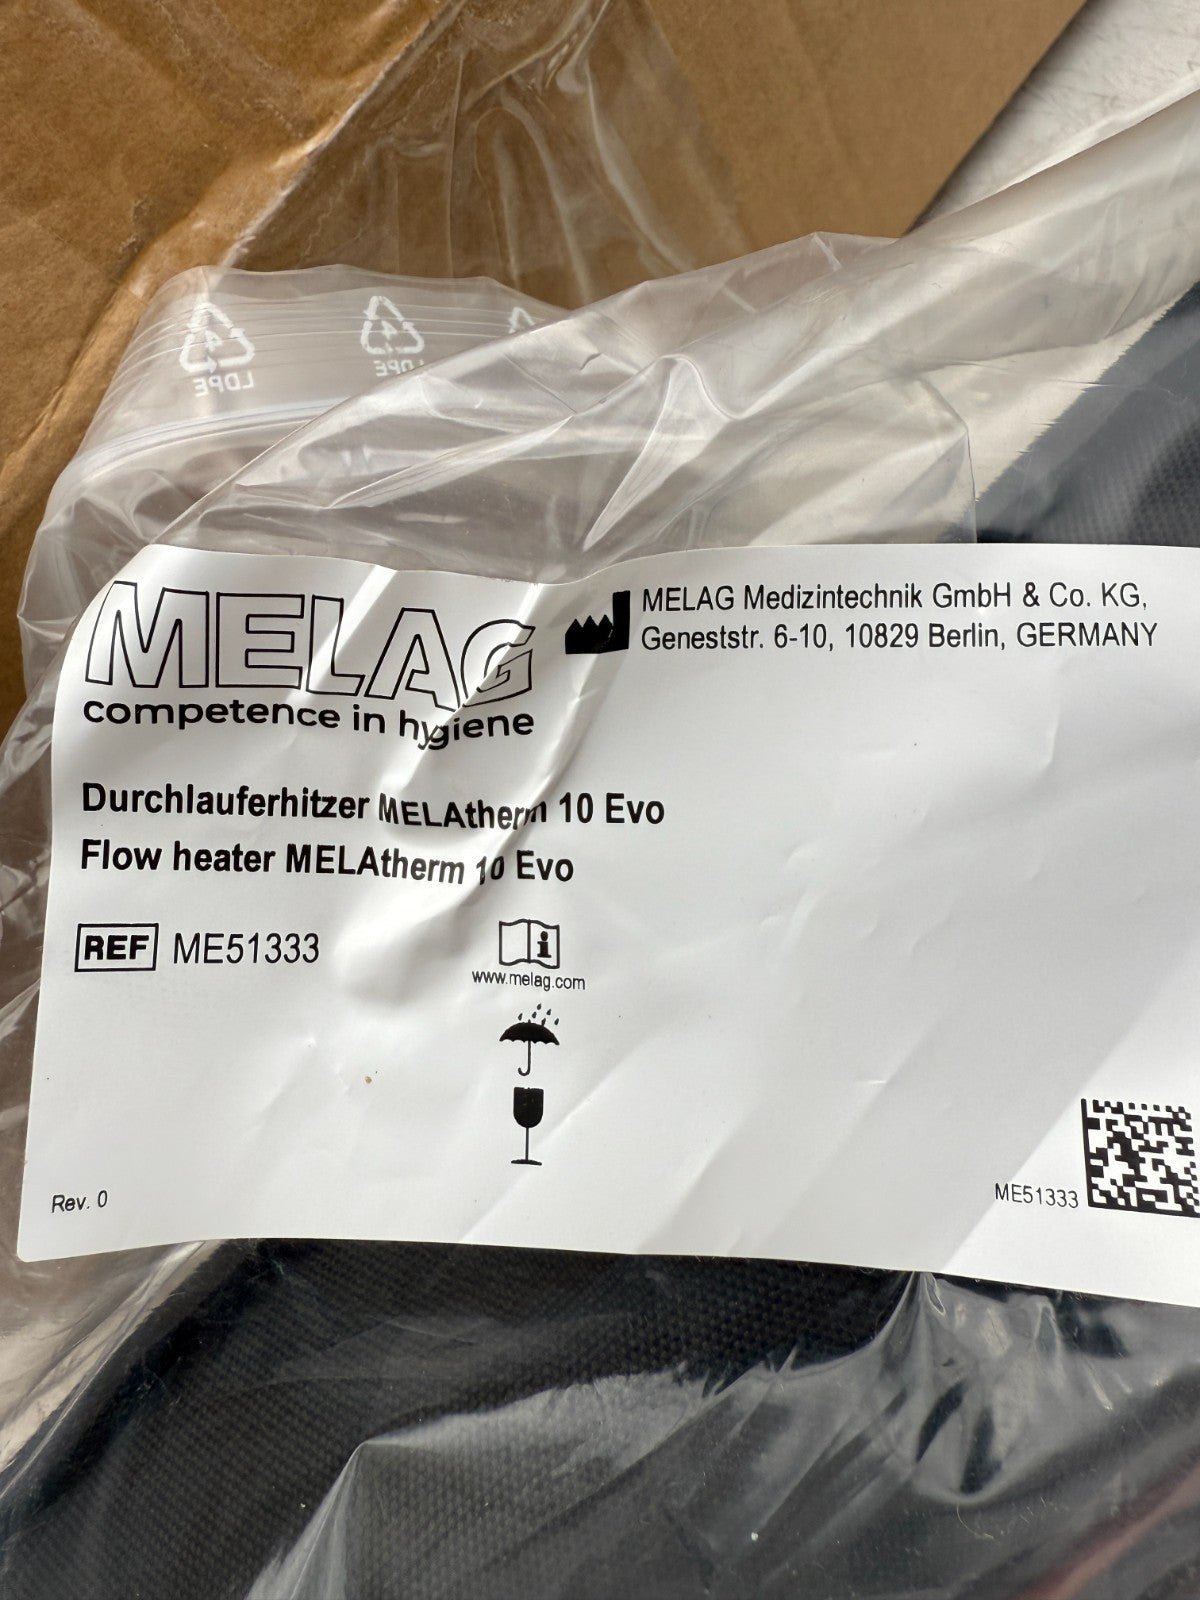 LDPE
LDPE
MELAG
competence in hygiene
MELAG Medizintechnik GmbH & Co. KG,
Geneststr. 6-10, 10829 Berlin, GERMANY
Durchlauferhitzer MELAtherm 10 Evo
Flow heater MELAtherm 10 Evo
REF ME51333
www.melag.com
Rev. 0
ME51333